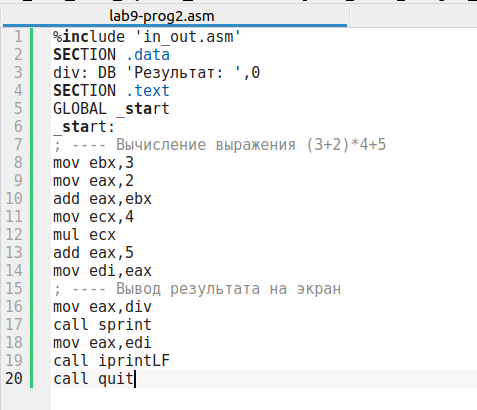 lab9-prog2.asm
1 %include 'in_out.asm'
2 SECTION .data
3 div: DB 'Результат: ',0
4 SECTION .text
5 GLOBAL _start
6 _start:
7 ; ---- Вычисление выражения (3+2)*4+5
8 mov ebx,3
9 mov eax,2
10 add eax,ebx
11 mov ecx,4
12 mul ecx
13 add eax,5
14 mov edi,eax
15 ; ---- Вывод результата на экран
16 mov eax,div
17 call sprint
18 mov eax,edi
19 call iprintLF
20 call quit